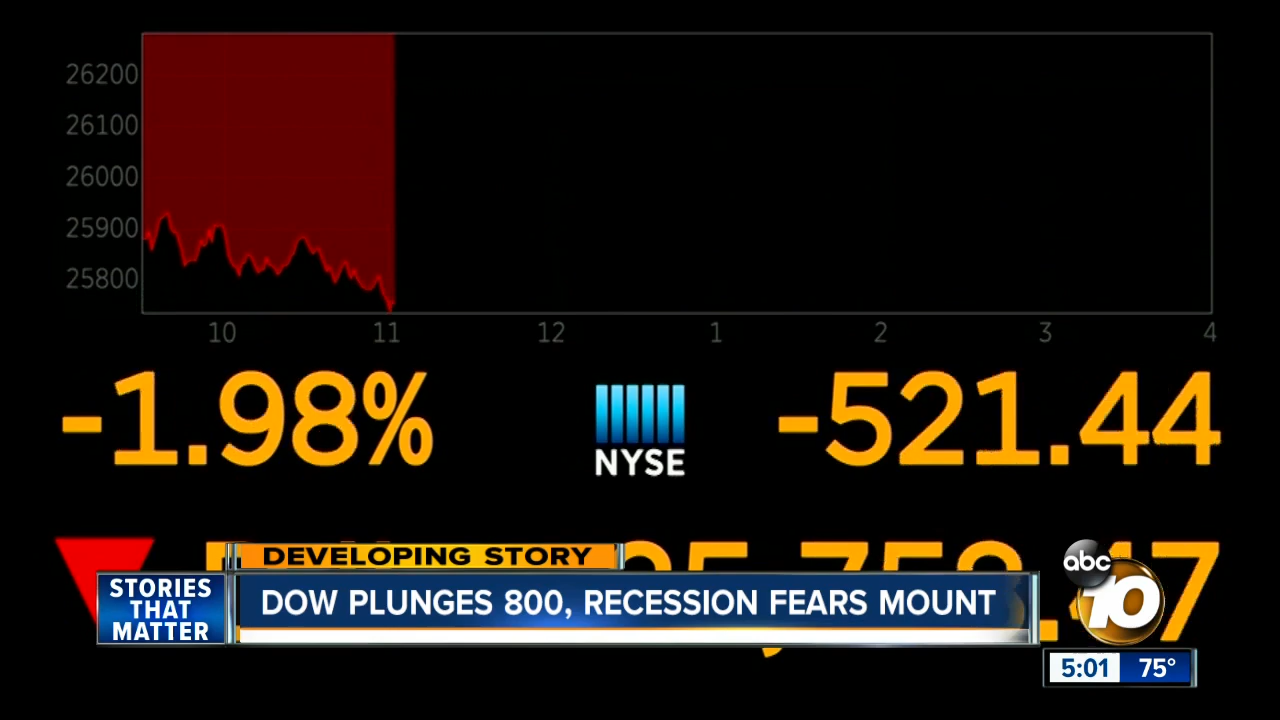 26200
26100
26000
25900
25800
10 11 12 1 2 3 4
-1.98%
NYSE
-521.44
DEVELOPING STORY
STORIES
THAT
MATTER
DOW PLUNGES 800, RECESSION FEARS MOUNT
abc
10
5:01 75°